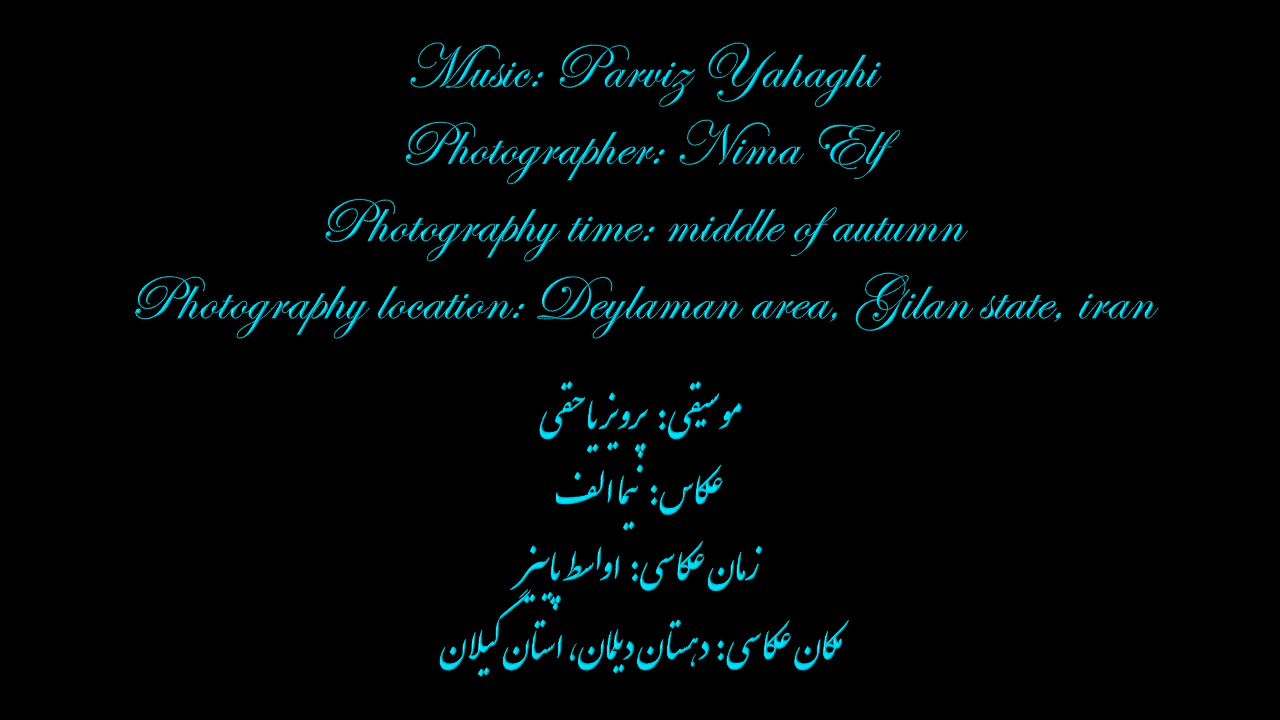 Music: Parviz Yahaghi
Photographer: Nima Elf
Photography time: middle of autumn
Photography location: Deylaman area, Gilan state, iran
موسیقی: پرویز یاحقی
عکاس: نیما الف
زمان عکاسی: اواسط پاییز
مکان عکاسی: دهستان دیلمان، استان گیلان